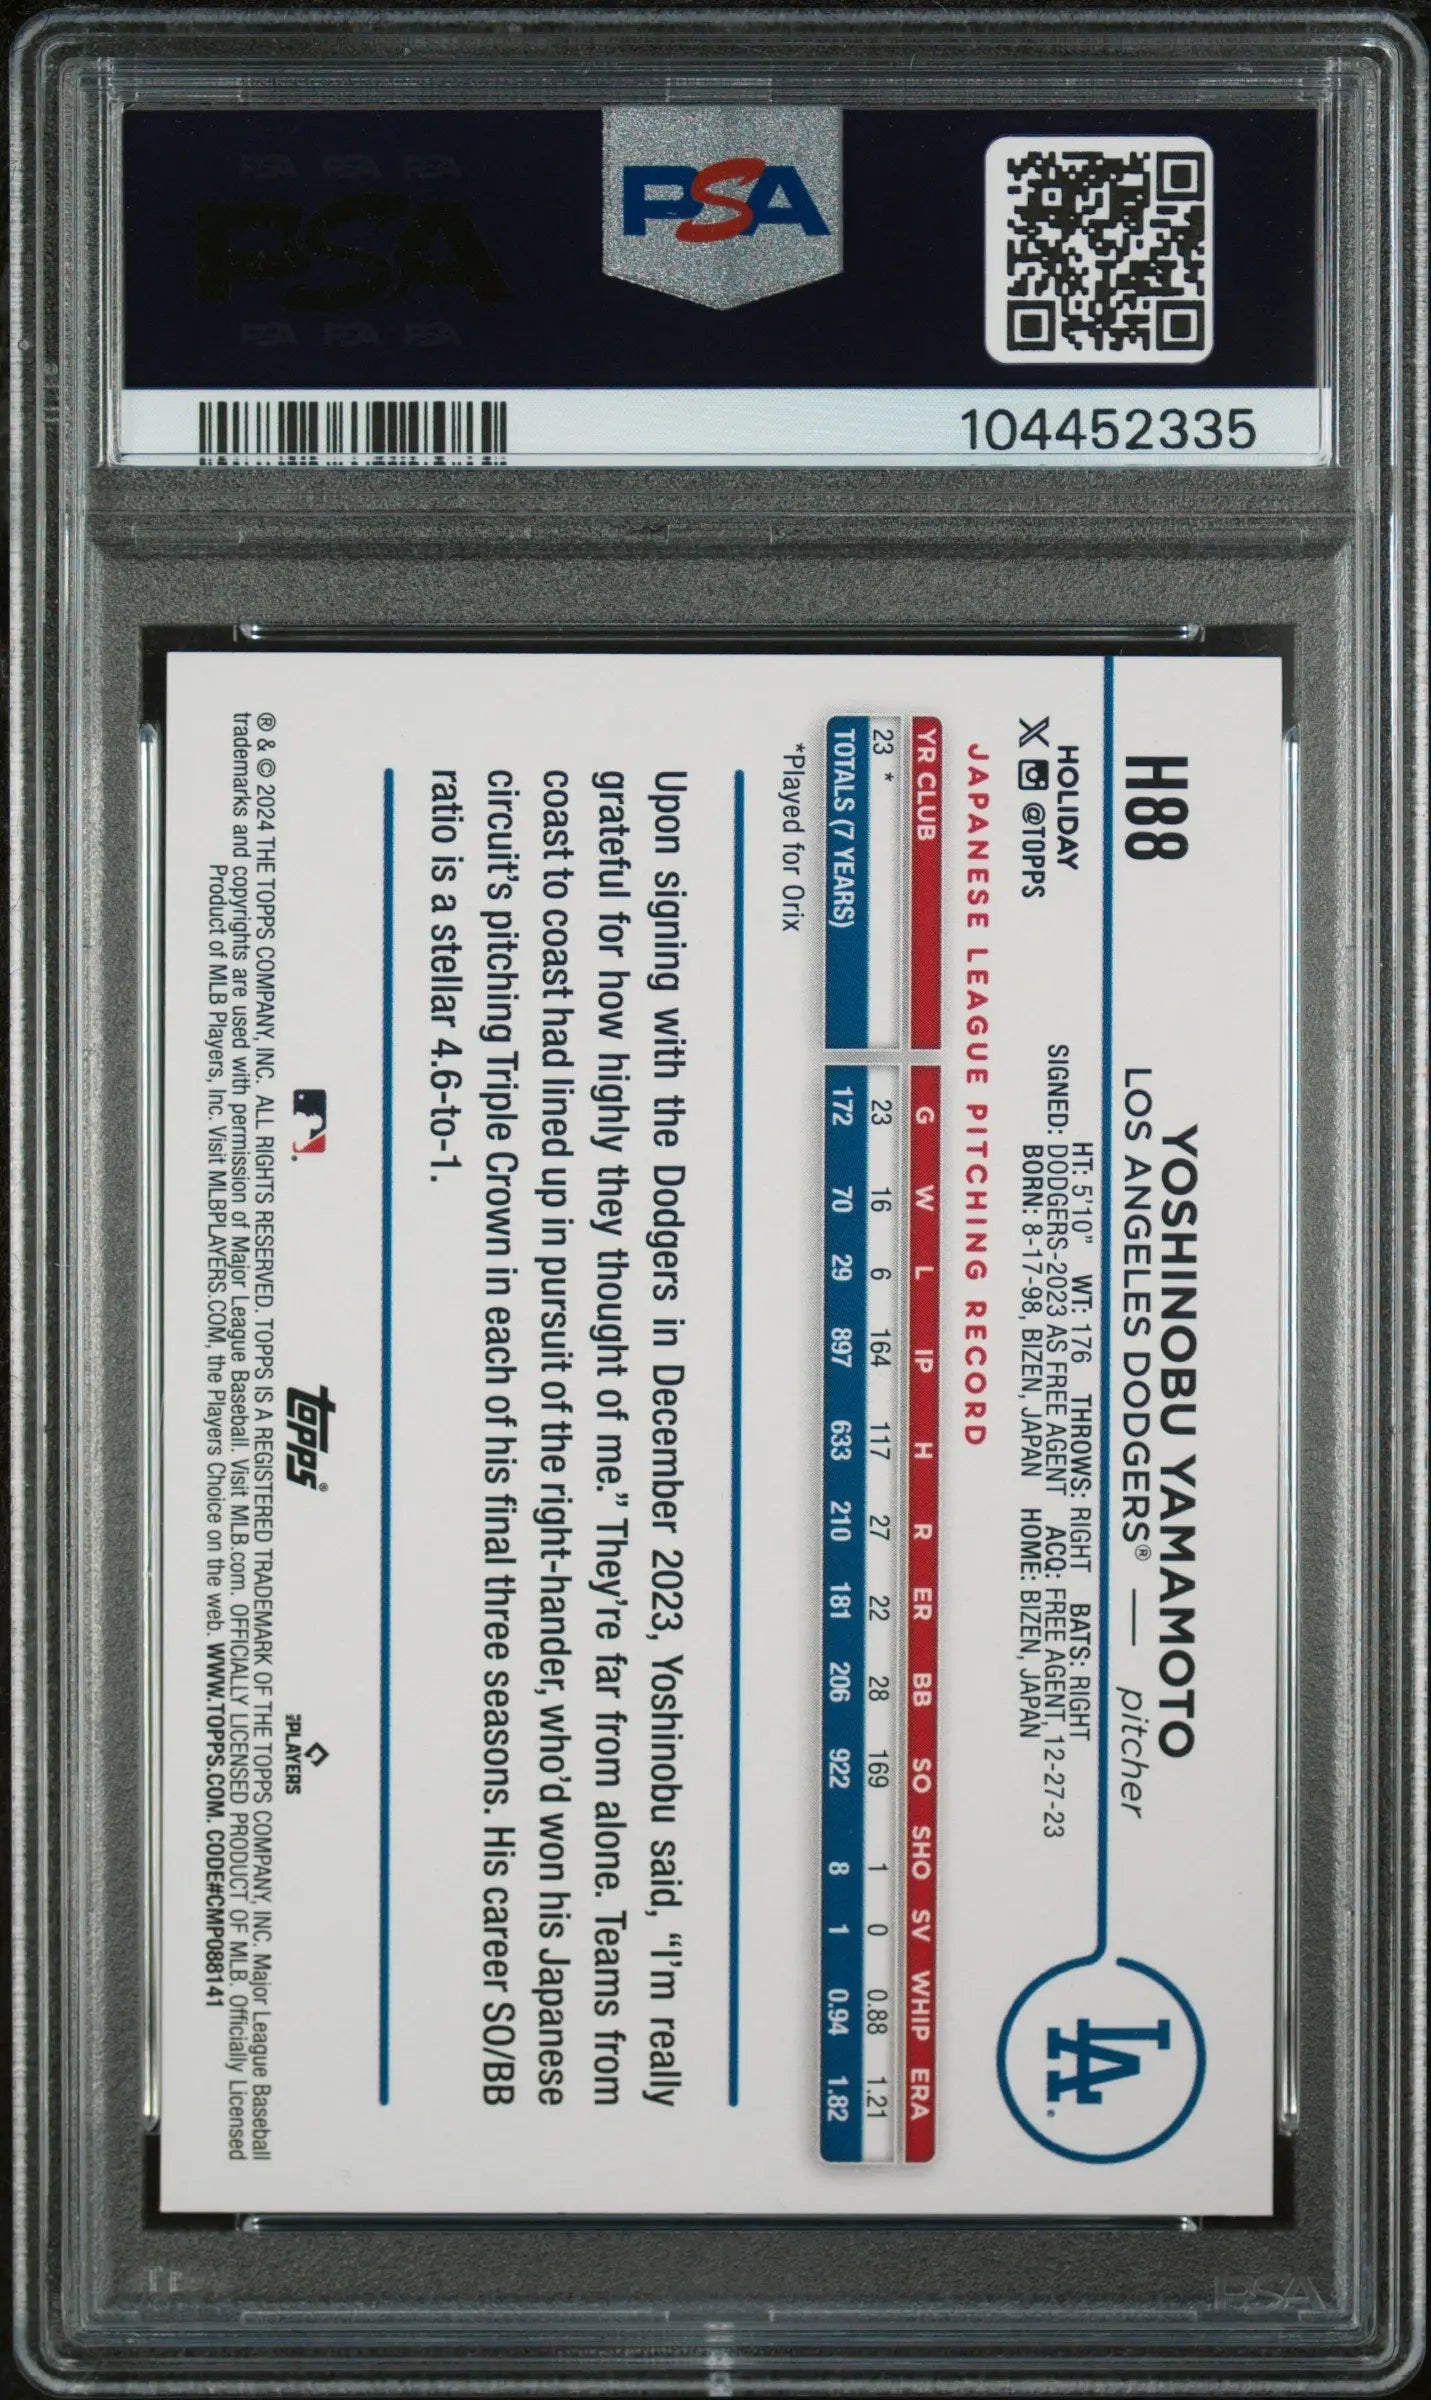 PSA PSA PSA
PSA
PSA PSA PSA
PSA
104452335
H88
YOSHINOBU YAMAMOTO
LOS ANGELES DODGERS® — pitcher
LA
HOLIDAY
X @TOPPS
HT: 5'10" WT: 176 THROWS: RIGHT BATS: RIGHT
SIGNED: DODGERS-2023 AS FREE AGENT ACQ: FREE AGENT, 12-27-23
BORN: 8-17-98, BIZEN, JAPAN HOME: BIZEN, JAPAN
JAPANESE LEAGUE PITCHING RECORD
YR CLUB G W L IP H R ER BB SO SHO SV WHIP ERA
23 * 23 16 6 164 117 27 22 28 169 1 0 0.88 1.21
TOTALS (7 YEARS) 172 70 29 897 633 210 181 206 922 8 1 0.94 1.82
*Played for Orix
Upon signing with the Dodgers in December 2023, Yoshinobu said, “I’m really
grateful for how highly they thought of me.” They’re far from alone. Teams from
coast to coast had lined up in pursuit of the right-hander, who’d won his Japanese
circuit’s pitching Triple Crown in each of his final three seasons. His career SO/BB
ratio is a stellar 4.6-to-1.
topps®
PLAYERS
® & © 2024 THE TOPPS COMPANY, INC. ALL RIGHTS RESERVED. TOPPS IS A REGISTERED TRADEMARK OF THE TOPPS COMPANY, INC. Major League Baseball
trademarks and copyrights are used with permission of Major League Baseball. Visit MLB.com. OFFICIALLY LICENSED PRODUCT OF MLB. Officially Licensed
Product of MLB Players, Inc. Visit MLBPLAYERS.COM, the Players Choice on the web. WWW.TOPPS.COM. CODE#CMP088141
PSA